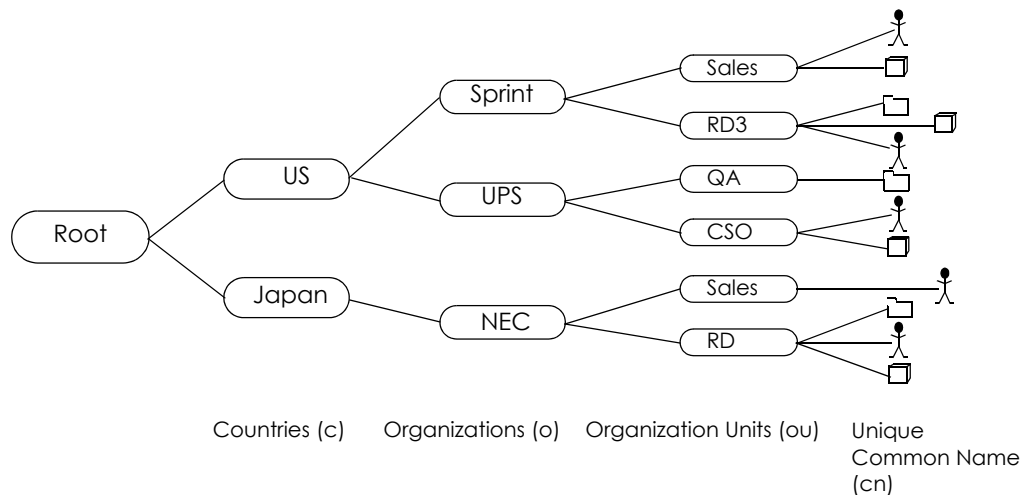 Root
US
Japan
Sprint
UPS
NEC
Sales
RD3
QA
CSO
Sales
RD
Countries (c)
Organizations (o)
Organization Units (ou)
Unique
Common Name
(cn)